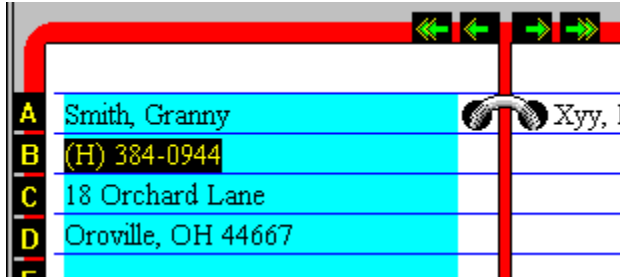 A
Smith, Granny
Xyy,
B
(H) 384-0944
C
18 Orchard Lane
D
Oroville, OH 44667